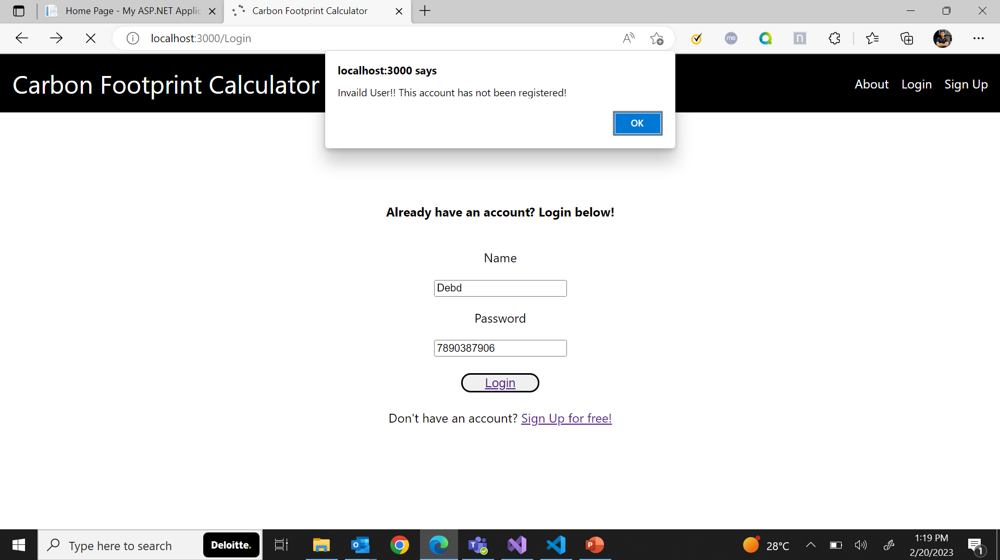 Home Page - My ASP.NET Applic
Carbon Footprint Calculator
localhost:3000/Login
me
n
Carbon Footprint Calculator
About Login Sign Up
localhost:3000 says
Invaild User!! This account has not been registered!
OK
Already have an account? Login below!
Name
Debd
Password
7890387906
Login
Don't have an account? Sign Up for free!
Type here to search
Deloitte.
28°C
1:19 PM
2/20/2023
1